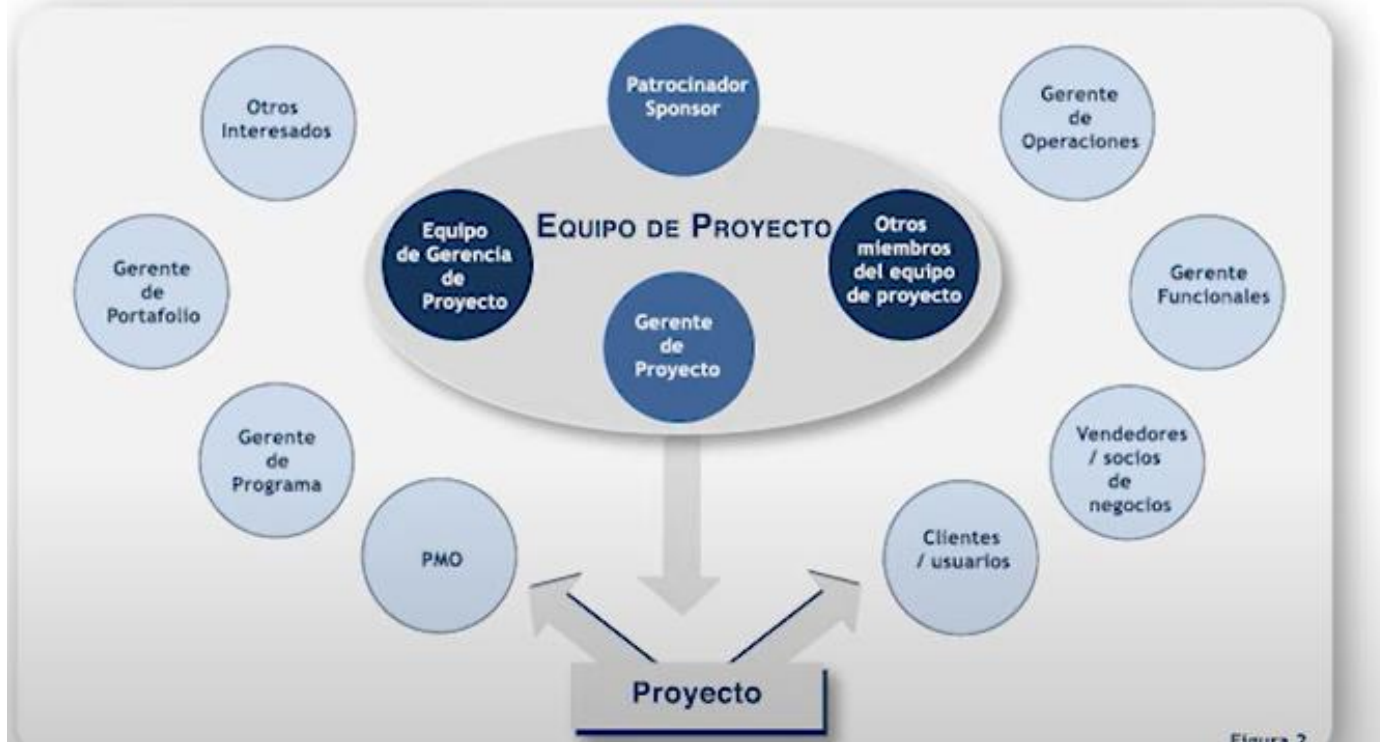 Otros
Interesados
Patrocinador
Sponsor
Gerente
de
Operaciones
Equipo
de Gerencia
de
Proyecto
EQUIPO DE PROYECTO
Otros
miembros
del equipo
de proyecto
Gerente
de
Portafolio
Gerente
Funcionales
Gerente
de
Proyecto
Gerente
de
Programa
Vendedores
/ socios
de
negocios
PMO
Clientes
/ usuarios
Proyecto
Figura 2